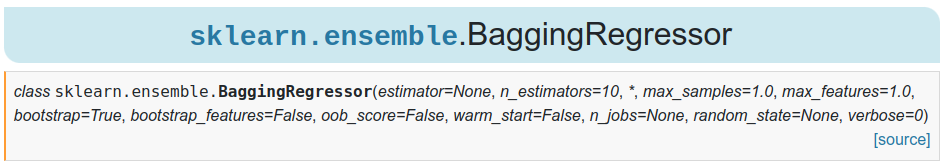 sklearn.ensemble.BaggingRegressor
class sklearn.ensemble.BaggingRegressor(estimator=None, n_estimators=10, *, max_samples=1.0, max_features=1.0,
bootstrap=True, bootstrap_features=False, oob_score=False, warm_start=False, n_jobs=None, random_state=None, verbose=0)
[source]